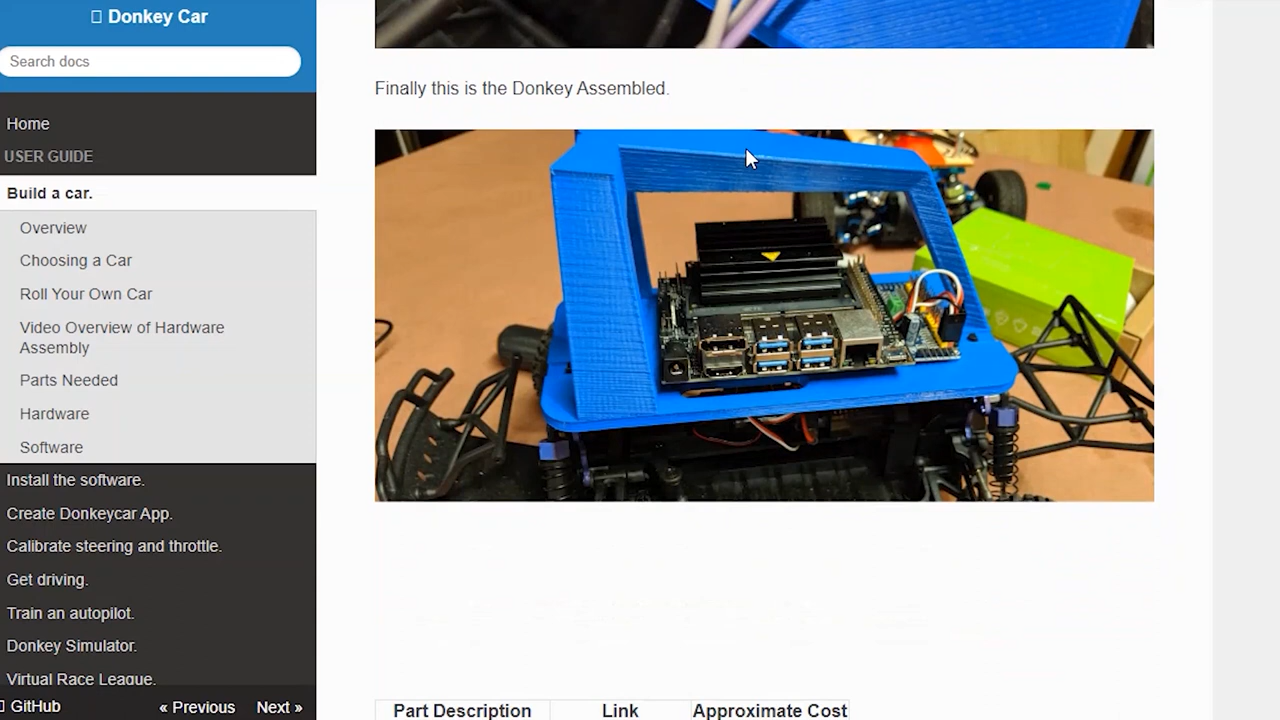 Donkey Car
Search docs
Home
USER GUIDE
Build a car.
Overview
Choosing a Car
Roll Your Own Car
Video Overview of Hardware
Assembly
Parts Needed
Hardware
Software
Install the software.
Create Donkeycar App.
Calibrate steering and throttle.
Get driving.
Train an autopilot.
Donkey Simulator.
Virtual Race League.
GitHub
« Previous
Next »
Finally this is the Donkey Assembled.
Part Description
Link
Approximate Cost